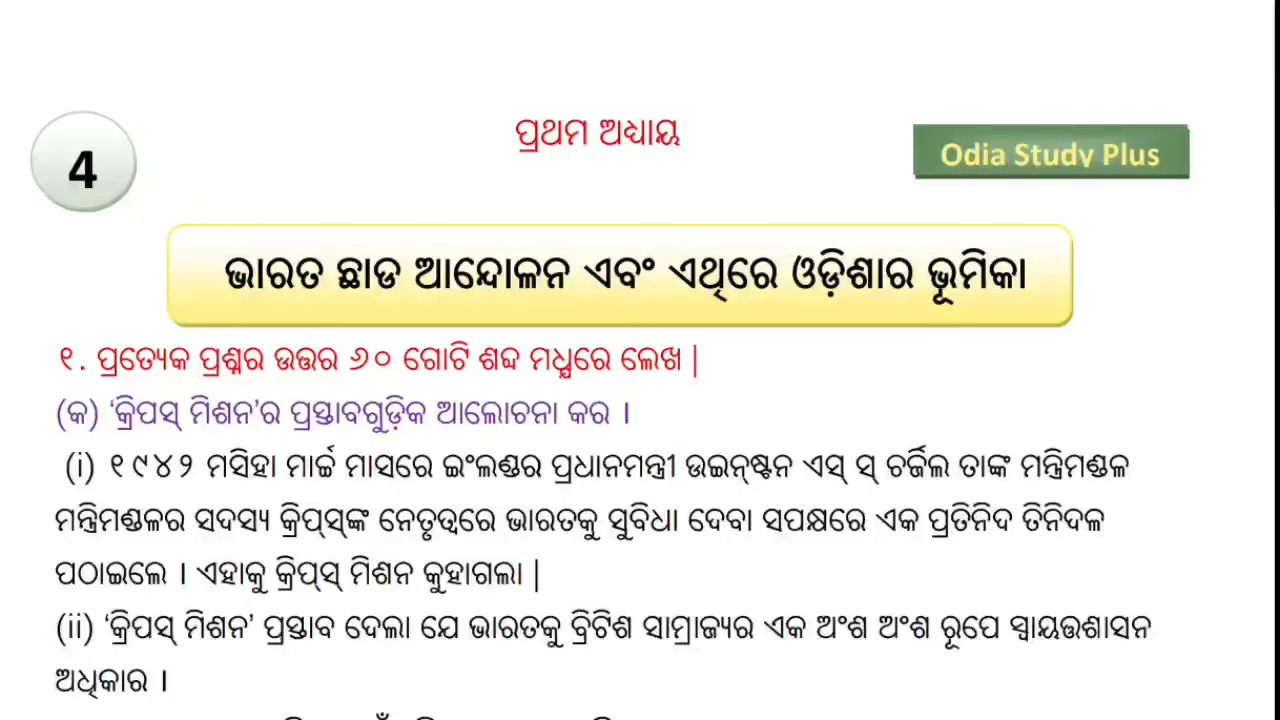 4
ପ୍ରଥମ ଅଧ୍ୟାୟ
Odia Study Plus
ଭାରତ ଛାଡ ଆନ୍ଦୋଳନ ଏବଂ ଏଥିରେ ଓଡ଼ିଶାର ଭୂମିକା
୧. ପ୍ରତ୍ୟେକ ପ୍ରଶ୍ନର ଉତ୍ତର ୬୦ ଗୋଟି ଶବ୍ଦ ମଧ୍ଯରେ ଲେଖ |
(କ) ‘କ୍ରିପସ୍ ମିଶନ’ର ପ୍ରସ୍ତାବଗୁଡ଼ିକ ଆଲୋଚନା କର ।
(i) ୧୯୪୨ ମସିହା ମାର୍ଚ୍ଚ ମାସରେ ଇଂଲଣ୍ଡର ପ୍ରଧାନମନ୍ତ୍ରୀ ଉଇନ୍‌ଷ୍ଟନ ଏସ୍ ସ୍ ଚର୍ଜିଲ ତାଙ୍କ ମନ୍ତ୍ରିମଣ୍ଡଳ
ମନ୍ତ୍ରିମଣ୍ଡଳର ସଦସ୍ୟ କ୍ରିପ୍‌ସ୍‌ଙ୍କ ନେତୃତ୍ୱରେ ଭାରତକୁ ସୁବିଧା ଦେବା ସପକ୍ଷରେ ଏକ ପ୍ରତିନିଦ ତିନିଦଳ
ପଠାଇଲେ । ଏହାକୁ କ୍ରିପ୍‌ସ୍ ମିଶନ କୁହାଗଲା |
(ii) ‘କ୍ରିପସ୍ ମିଶନ’ ପ୍ରସ୍ତାବ ଦେଲା ଯେ ଭାରତକୁ ବ୍ରିଟିଶ ସାମ୍ରାଜ୍ୟର ଏକ ଅଂଶ ଅଂଶ ରୂପେ ସ୍ୱାୟତ୍ତଶାସନ
ଅଧିକାର ।